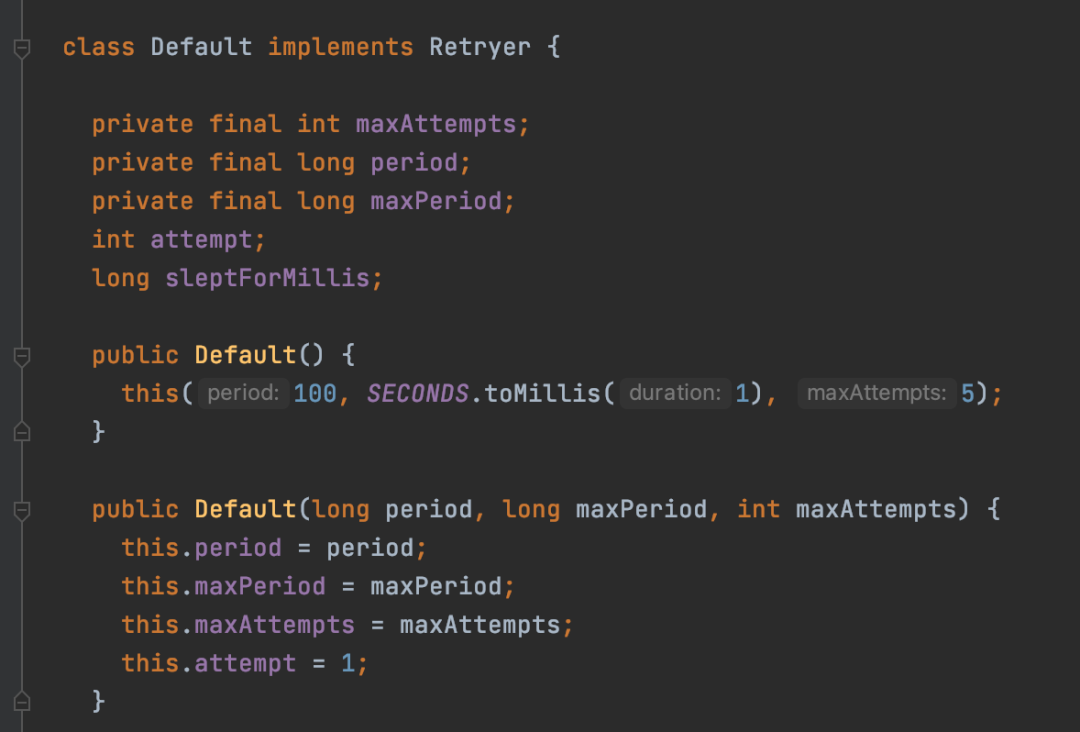 class Default implements Retryer {
private final int maxAttempts;
private final long period;
private final long maxPeriod;
int attempt;
long sleptForMillis;
public Default() {
this( period: 100, SECONDS.toMillis( duration: 1), maxAttempts: 5);
}
public Default(long period, long maxPeriod, int maxAttempts) {
this.period = period;
this.maxPeriod = maxPeriod;
this.maxAttempts = maxAttempts;
this.attempt = 1;
}